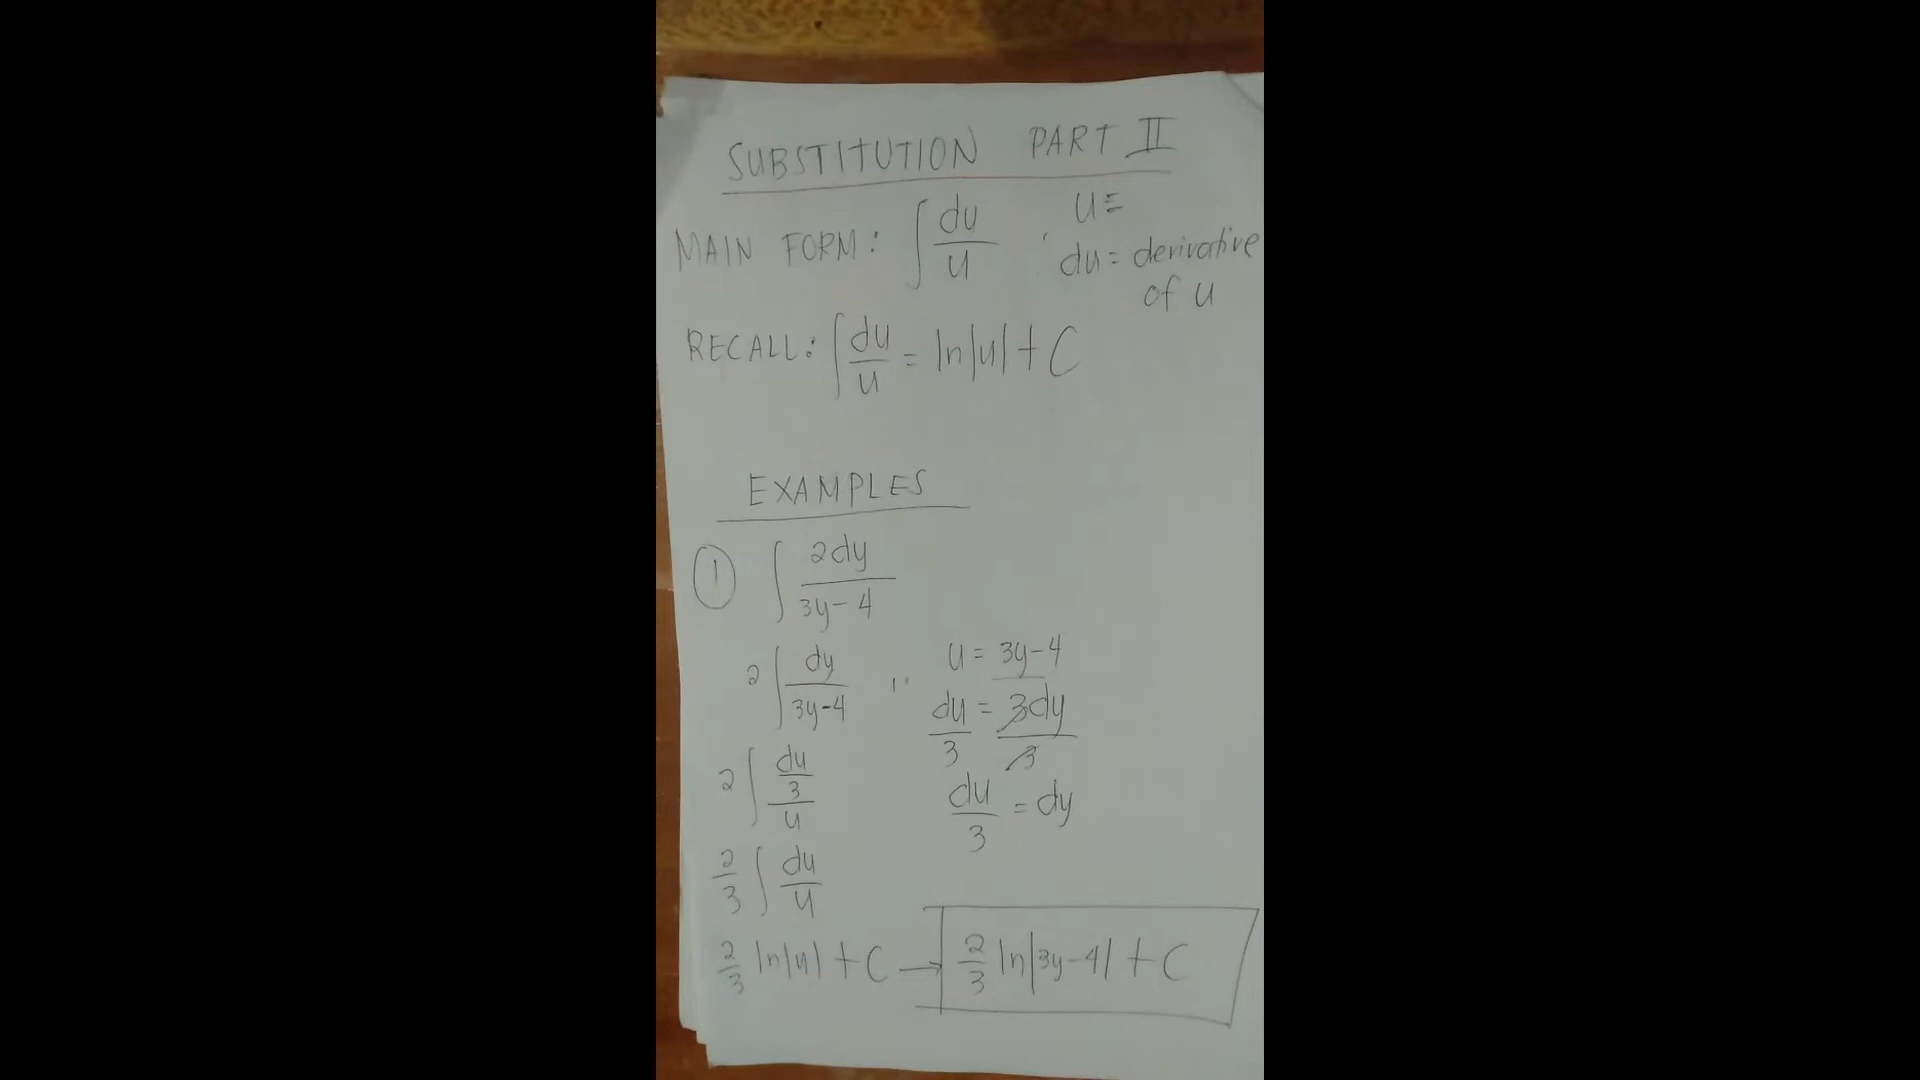 SUBSTITUTION PART II
MAIN FORM: ∫ du/u , u =
du = derivative
of u
RECALL: ∫ du/u = ln|u| + C
EXAMPLES
① ∫ 2dy/(3y-4)
2 ∫ dy/(3y-4) ,, u = 3y-4
du/3 = 3dy/3
2 ∫ (du/3)/u du/3 = dy
2/3 ∫ du/u
2/3 ln|u| + C → 2/3 ln|3y-4| + C